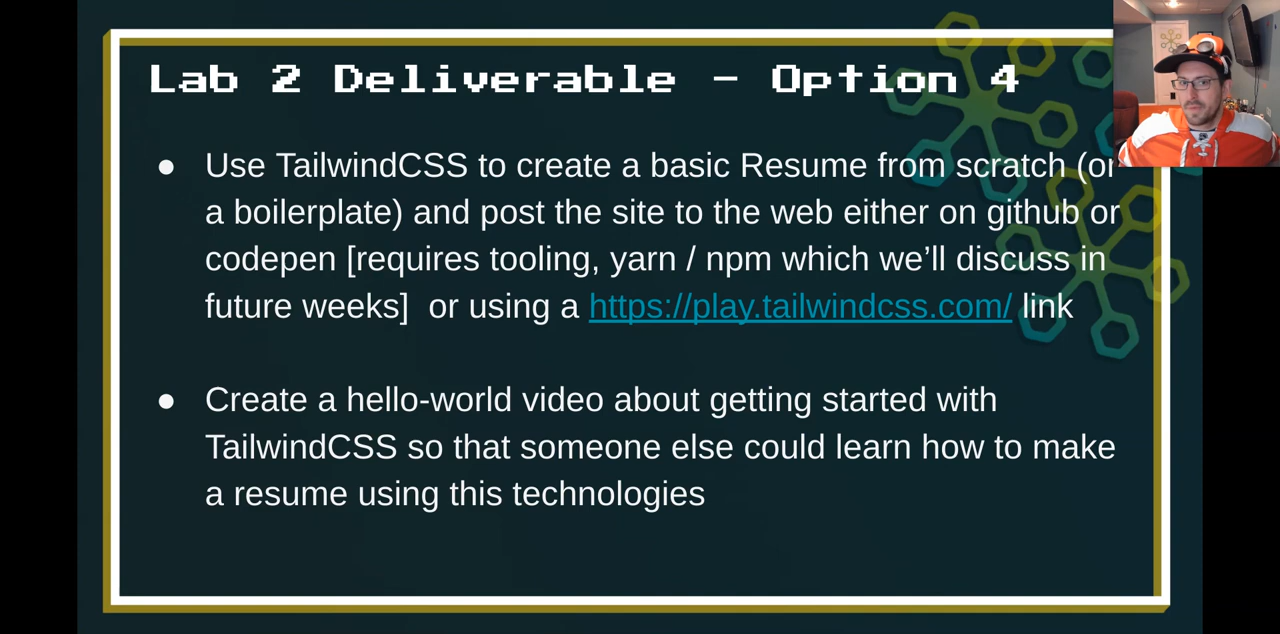 Lab 2 Deliverable - Option 4
● Use TailwindCSS to create a basic Resume from scratch (or
a boilerplate) and post the site to the web either on github or
codepen [requires tooling, yarn / npm which we’ll discuss in
future weeks]  or using a https://play.tailwindcss.com/ link
● Create a hello-world video about getting started with
TailwindCSS so that someone else could learn how to make
a resume using this technologies